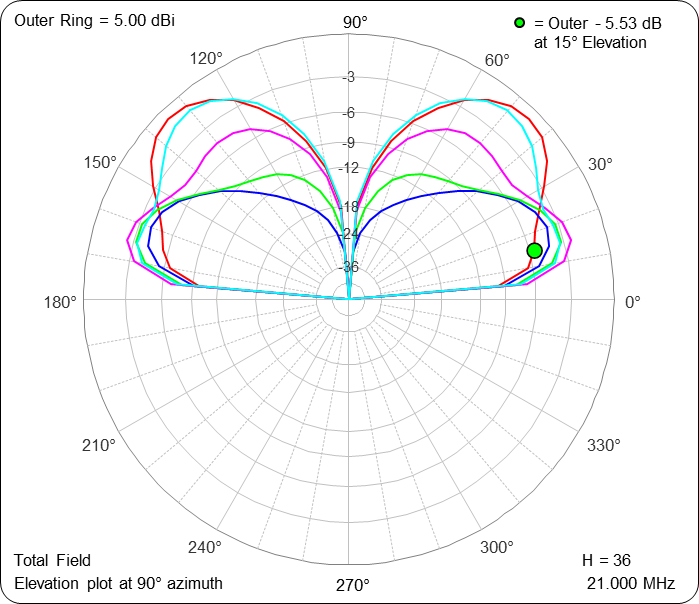 Outer Ring = 5.00 dBi
90°
= Outer - 5.53 dB
at 15° Elevation
120°
60°
-3
-6
-9
-12
150°
30°
-18
-24
-36
180°
0°
210°
330°
240°
300°
270°
Total Field
H = 36
Elevation plot at 90° azimuth
21.000 MHz